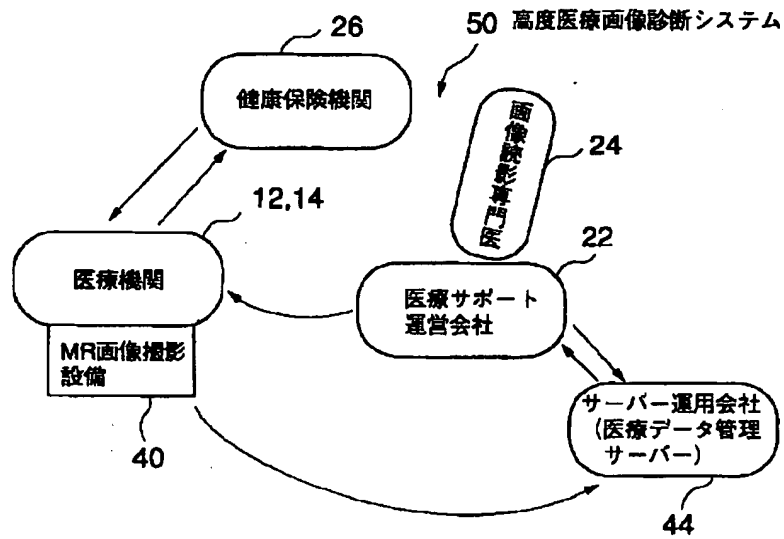 26
50 高度医療画像診断システム
健康保険機関
画像読影専門医
24
12,14
22
医療機関
医療サポート
運営会社
MR画像撮影
設備
サーバー運用会社
(医療データ管理
サーバー)
40
44